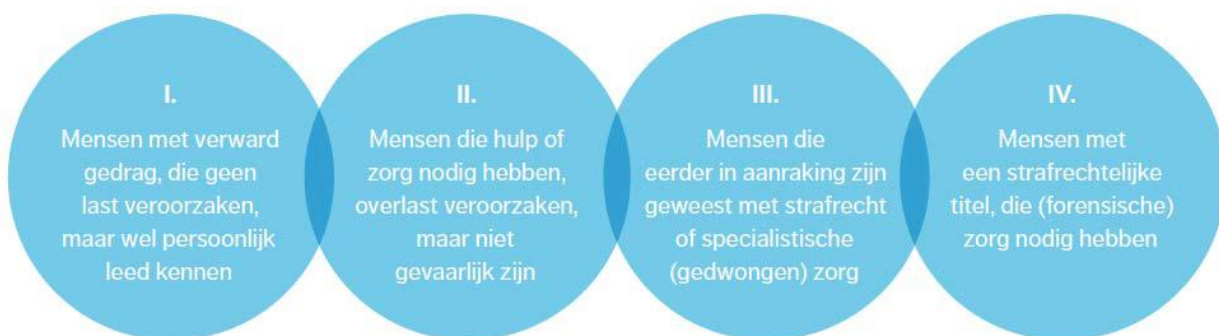 I.
Mensen met verward
gedrag, die geen
last veroorzaken,
maar wel persoonlijk
leed kennen
II.
Mensen die hulp of
zorg nodig hebben,
overlast veroorzaken,
maar niet
gevaarlijk zijn
III.
Mensen die
eerder in aanraking zijn
geweest met strafrecht
of specialistische
(gedwongen) zorg
IV.
Mensen met
een strafrechtelijke
titel, die (forensische)
zorg nodig hebben